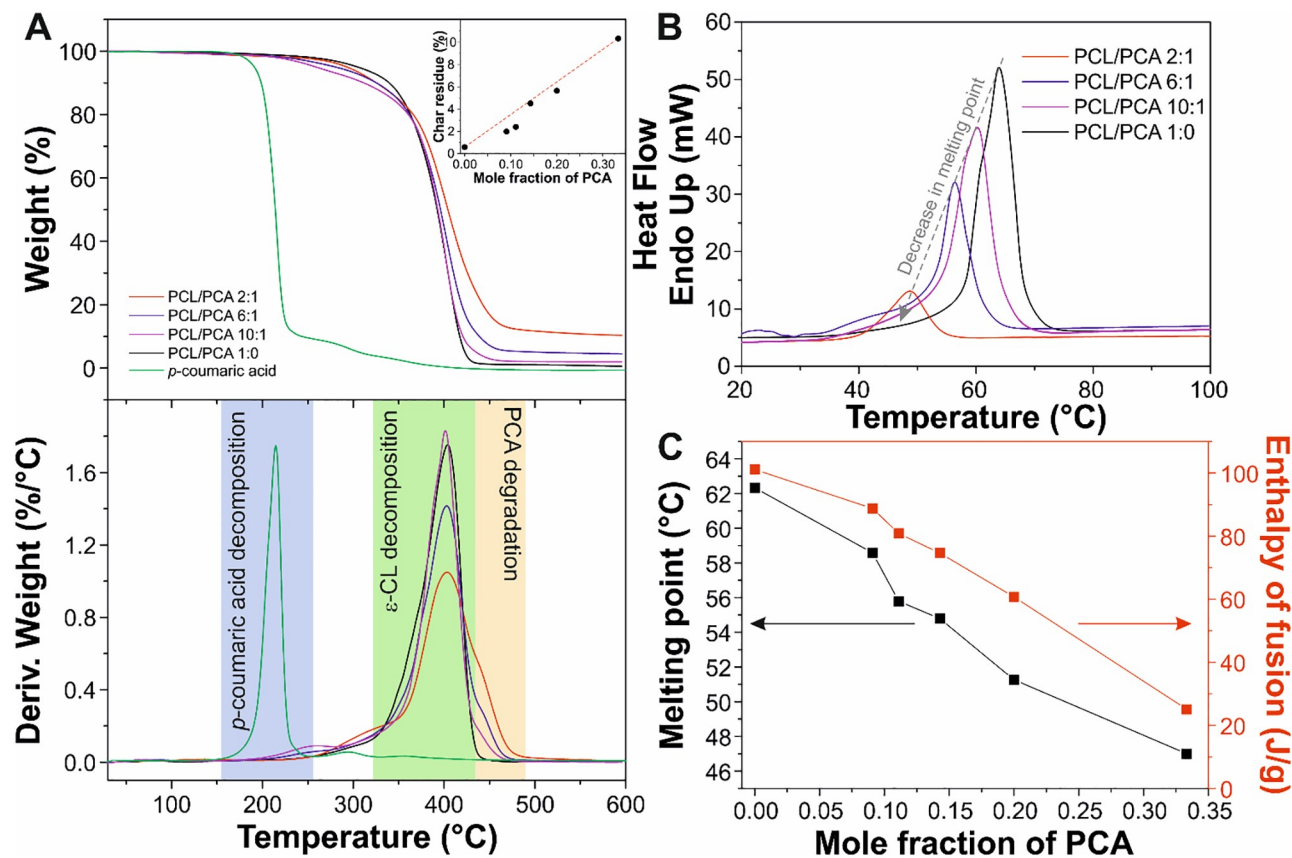 A
Weight (%)
100
80
60
40
20
0
PCL/PCA 2:1
PCL/PCA 6:1
PCL/PCA 10:1
PCL/PCA 1:0
p-coumaric acid
Char residue (%)
10
8
6
4
2
0
0.00 0.10 0.20 0.30
Mole fraction of PCA
Deriv. Weight (%/°C)
1.6
1.2
0.8
0.4
0.0
p-coumaric acid decomposition
ε-CL decomposition
PCA degradation
100 200 300 400 500 600
Temperature (°C)
B
Heat Flow
Endo Up (mW)
60
50
40
30
20
10
0
Decrease in melting point
PCL/PCA 2:1
PCL/PCA 6:1
PCL/PCA 10:1
PCL/PCA 1:0
20 40 60 80 100
Temperature (°C)
C
Melting point (°C)
64
62
60
58
56
54
52
50
48
46
Enthalpy of fusion (J/g)
100
80
60
40
20
0
0.00 0.05 0.10 0.15 0.20 0.25 0.30 0.35
Mole fraction of PCA